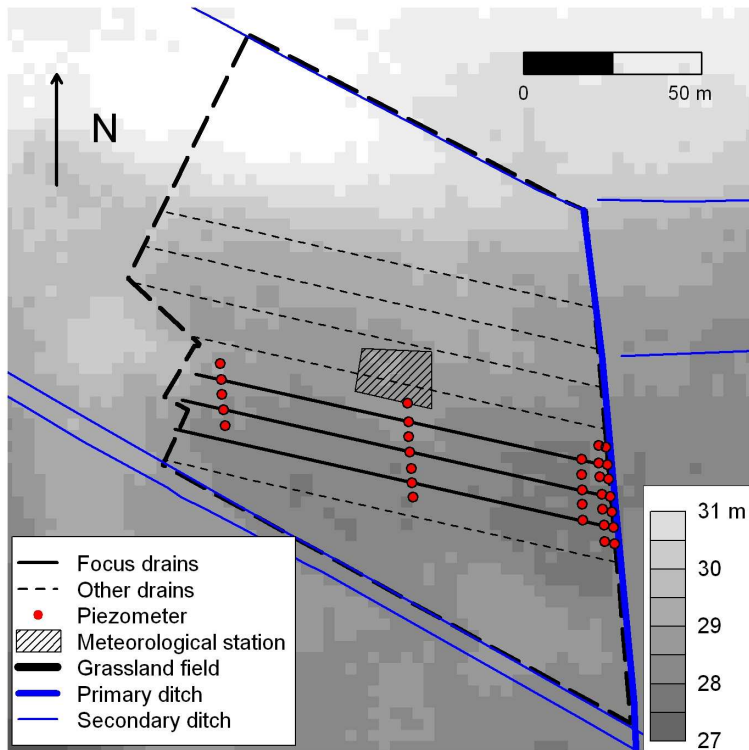 N
0 50 m
31 m
30
29
28
27
Focus drains
Other drains
Piezometer
Meteorological station
Grassland field
Primary ditch
Secondary ditch